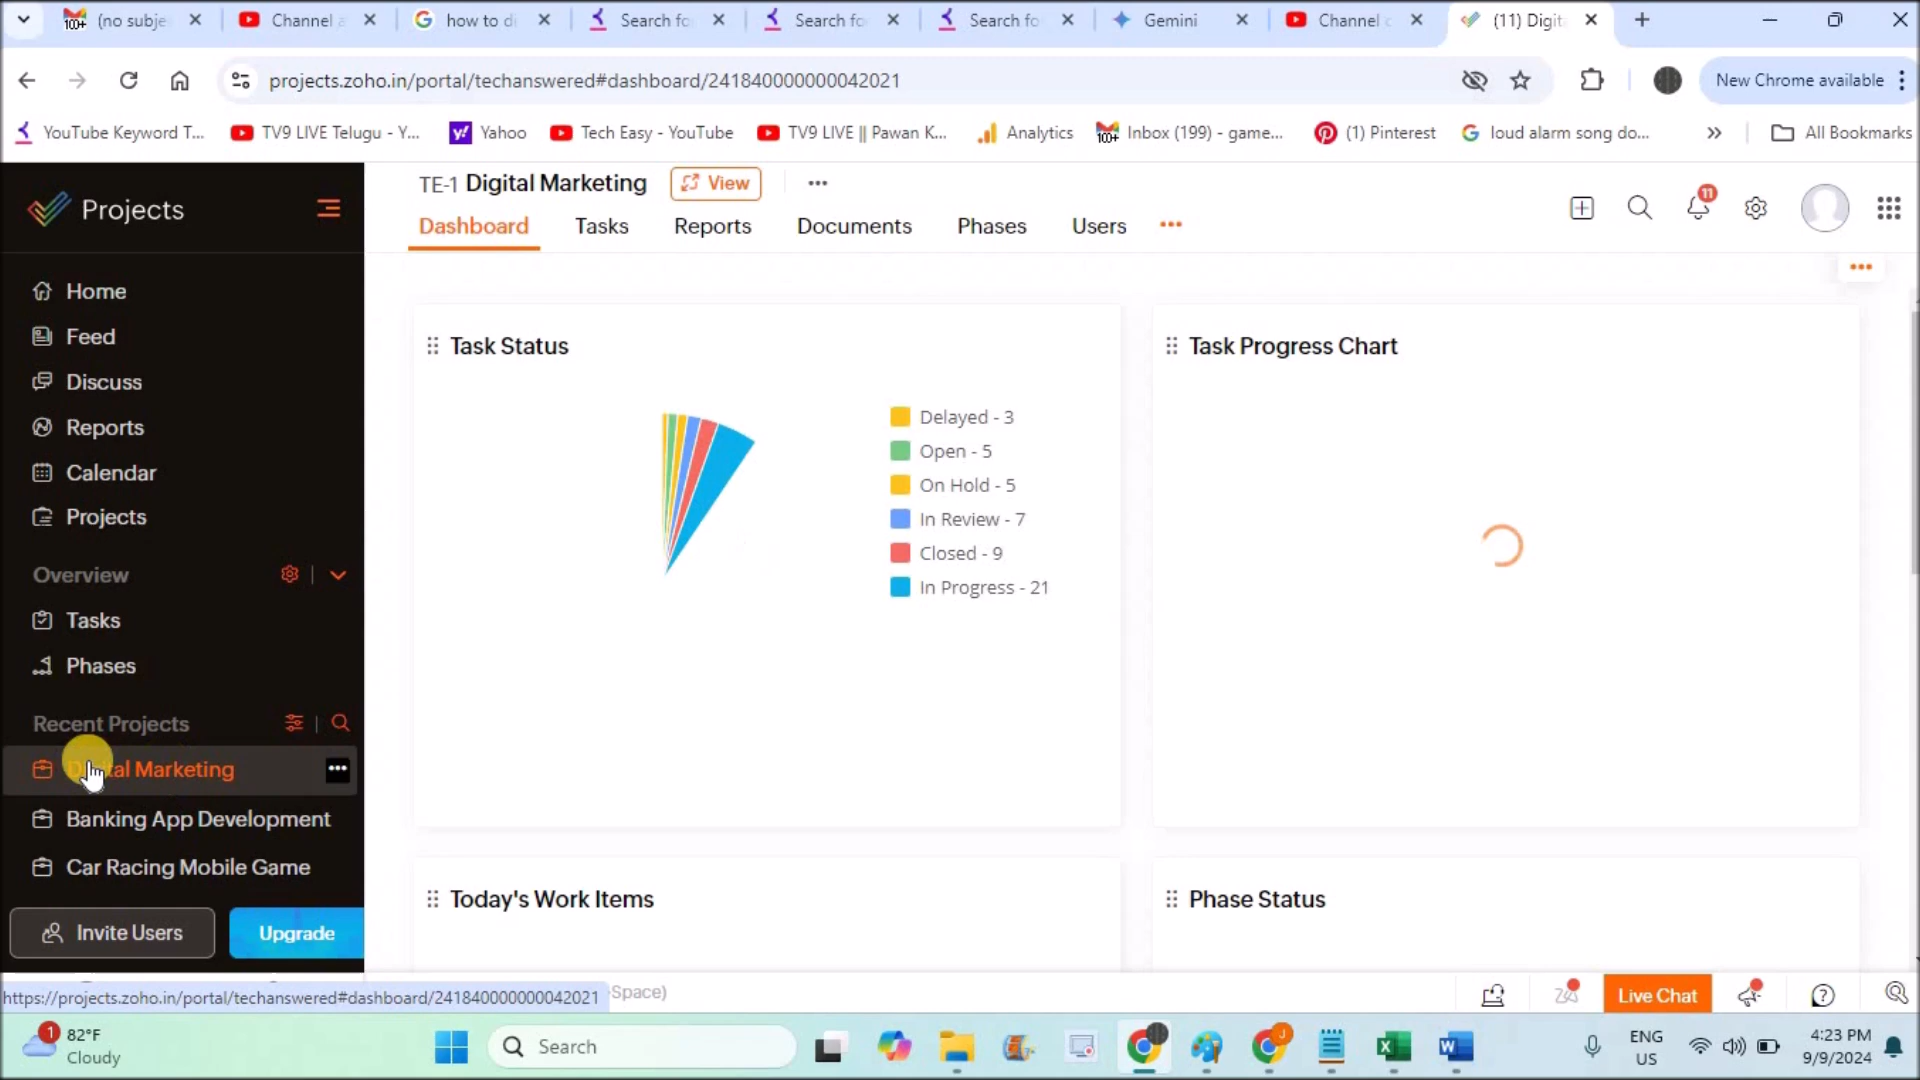 (no subje
Channel a
how to di
Search fo
Search fo
Search fo
Gemini
Channel c
(11) Digit
projects.zoho.in/portal/techanswered#dashboard/241840000000042021
New Chrome available
YouTube Keyword T...
TV9 LIVE Telugu - Y...
Yahoo
Tech Easy - YouTube
TV9 LIVE || Pawan K...
Analytics
Inbox (199) - game...
(1) Pinterest
loud alarm song do...
All Bookmarks
Projects
TE-1 Digital Marketing
View
11
Dashboard
Tasks
Reports
Documents
Phases
Users
Home
Feed
Discuss
Reports
Calendar
Projects
Overview
Tasks
Phases
Recent Projects
Digital Marketing
Banking App Development
Car Racing Mobile Game
Invite Users
Upgrade
Task Status
Delayed - 3
Open - 5
On Hold - 5
In Review - 7
Closed - 9
In Progress - 21
Task Progress Chart
Today's Work Items
Phase Status
https://projects.zoho.in/portal/techanswered#dashboard/241840000000042021
Space)
Live Chat
1
82°F
Cloudy
Search
ENG
US
4:23 PM
9/9/2024